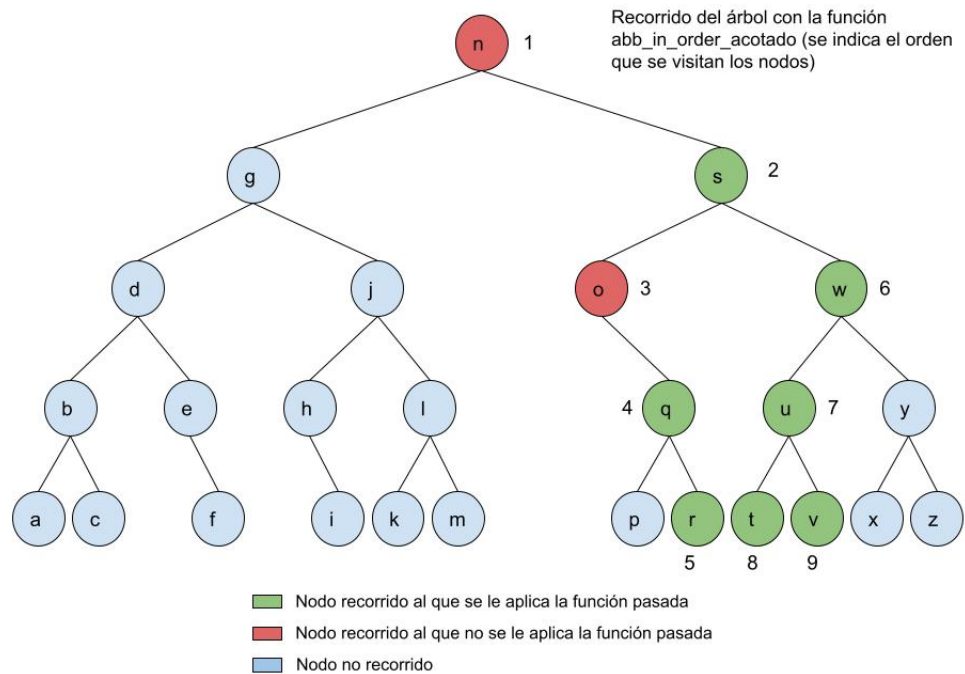 Recorrido del árbol con la función
abb_in_order_acotado (se indica el orden
que se visitan los nodos)
n 1
g s 2
d j o 3 w 6
b e h l 4 q u 7 y
a c f i k m p r t v x z
5 8 9
Nodo recorrido al que se le aplica la función pasada
Nodo recorrido al que no se le aplica la función pasada
Nodo no recorrido